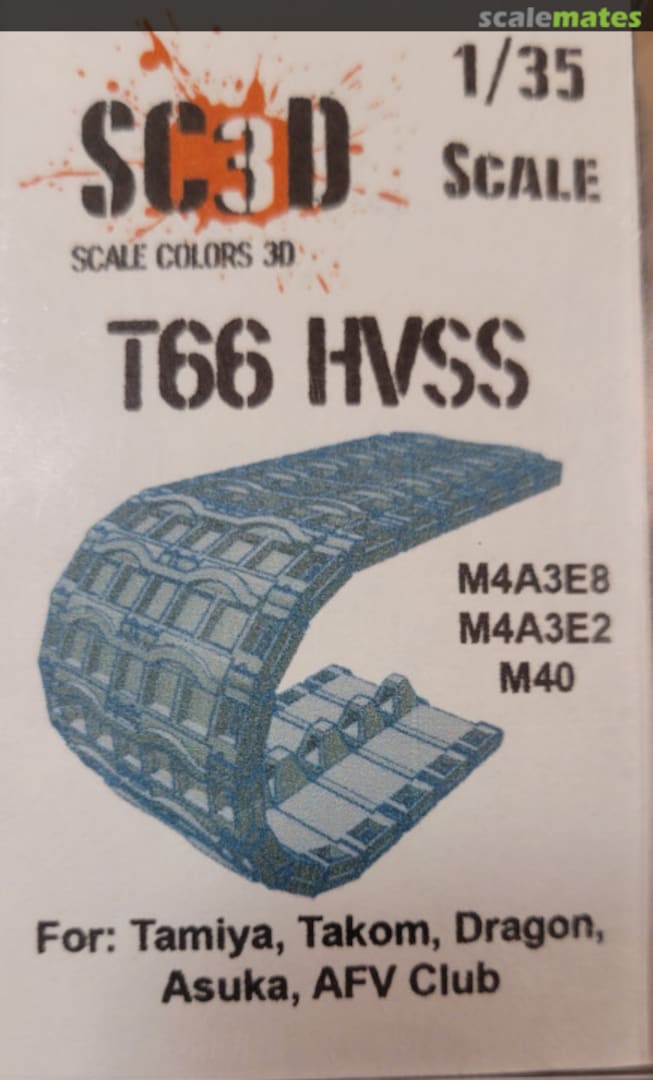 scalemates
SC3D
1/35
SCALE
SCALE COLORS 3D
T66 HVSS
M4A3E8
M4A3E2
M40
For: Tamiya, Takom, Dragon,
Asuka, AFV Club